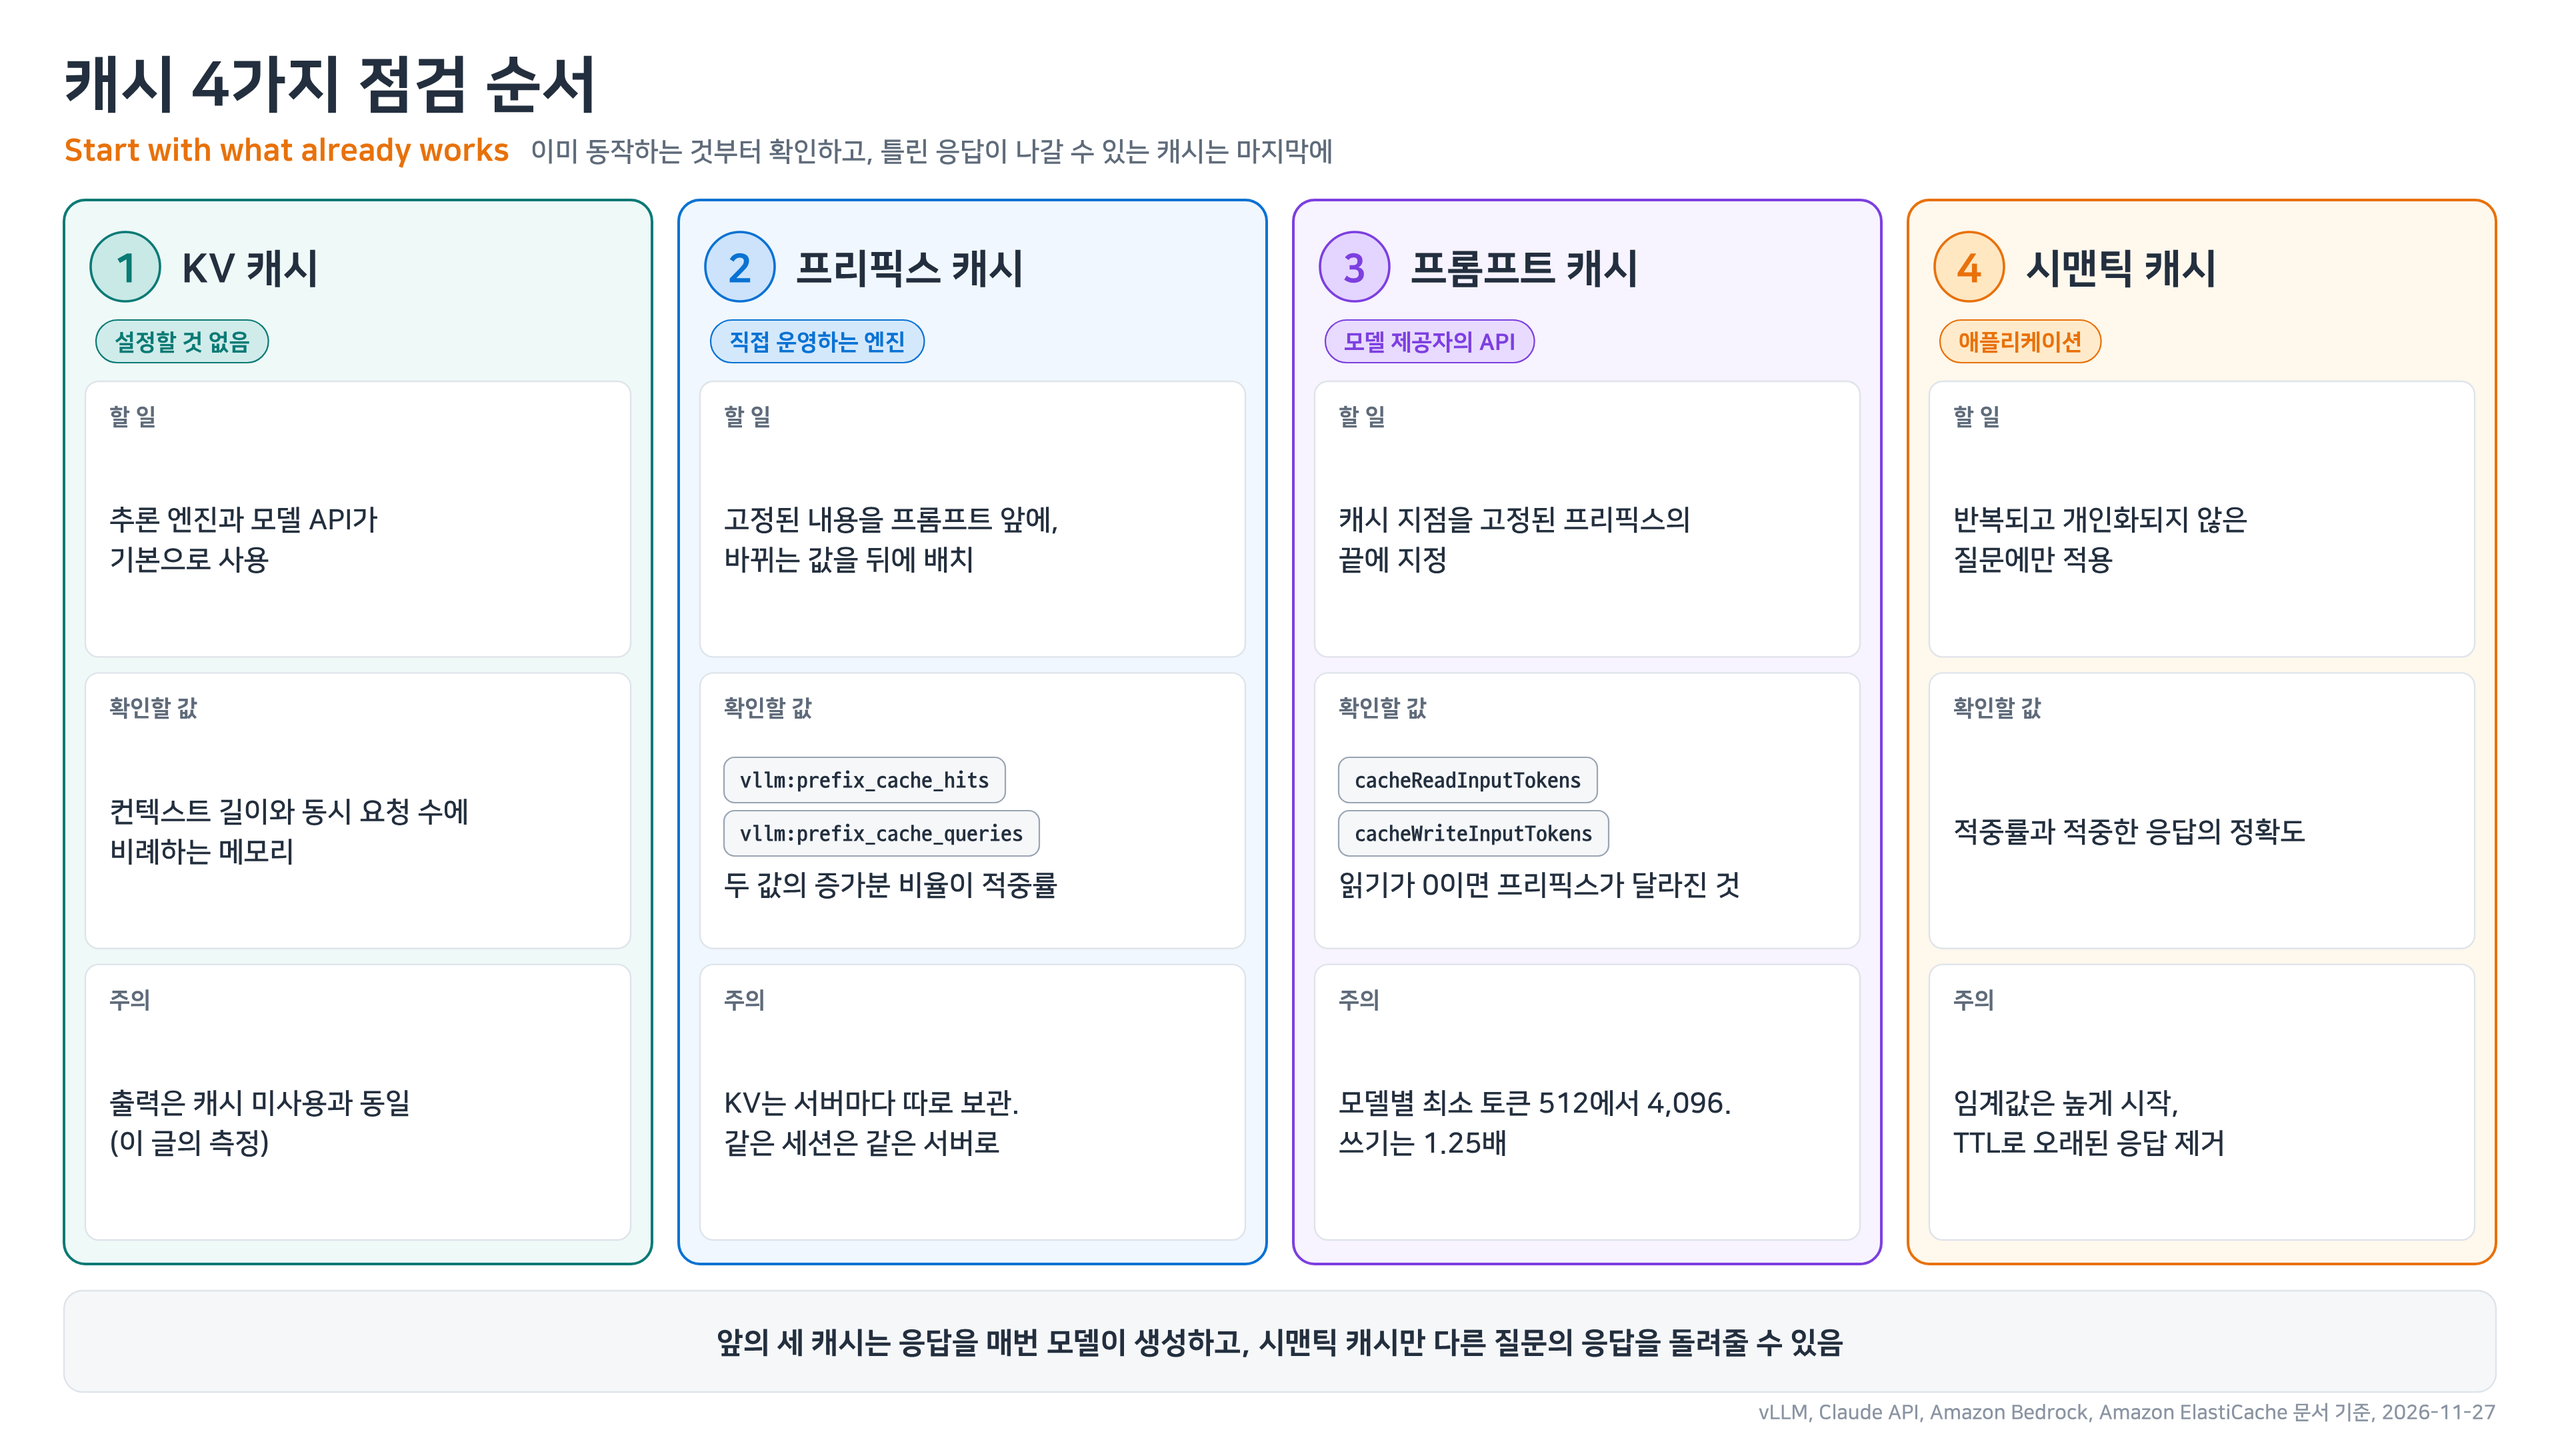 캐시 4가지 점검 순서
Start with what already works 이미 동작하는 것부터 확인하고, 틀린 응답이 나갈 수 있는 캐시는 마지막에
1 KV 캐시
설정할 것 없음
할 일
추론 엔진과 모델 API가
기본으로 사용
확인할 값
컨텍스트 길이와 동시 요청 수에
비례하는 메모리
주의
출력은 캐시 미사용과 동일
(이 글의 측정)
2 프리픽스 캐시
직접 운영하는 엔진
할 일
고정된 내용을 프롬프트 앞에,
바뀌는 값을 뒤에 배치
확인할 값
vllm:prefix_cache_hits
vllm:prefix_cache_queries
두 값의 증가분 비율이 적중률
주의
KV는 서버마다 따로 보관.
같은 세션은 같은 서버로
3 프롬프트 캐시
모델 제공자의 API
할 일
캐시 지점을 고정된 프리픽스의
끝에 지정
확인할 값
cacheReadInputTokens
cacheWriteInputTokens
읽기가 0이면 프리픽스가 달라진 것
주의
모델별 최소 토큰 512에서 4,096.
쓰기는 1.25배
4 시맨틱 캐시
애플리케이션
할 일
반복되고 개인화되지 않은
질문에만 적용
확인할 값
적중률과 적중한 응답의 정확도
주의
임계값은 높게 시작,
TTL로 오래된 응답 제거
앞의 세 캐시는 응답을 매번 모델이 생성하고, 시맨틱 캐시만 다른 질문의 응답을 돌려줄 수 있음
vLLM, Claude API, Amazon Bedrock, Amazon ElastiCache 문서 기준, 2026-11-27